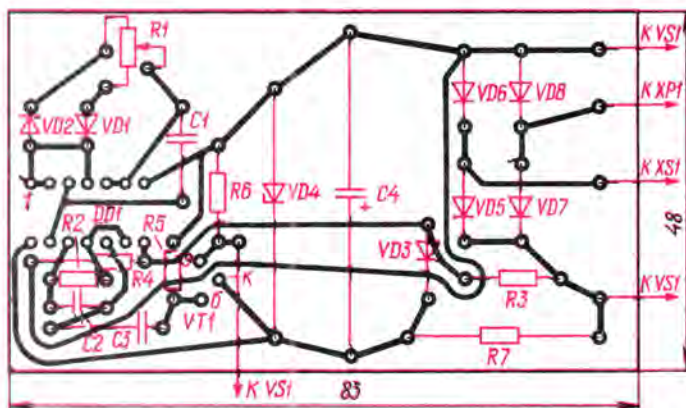 R1
К VS1
VD6
VD8
К XP1
VD2
VD1
C1
1
R6
VD4
C4
+
К XS1
DD1
R2
R5
VD5
VD7
48
R4
Э
К
VD3
R3
К VS1
б
C2
C3
VT1
R7
К VS1
83